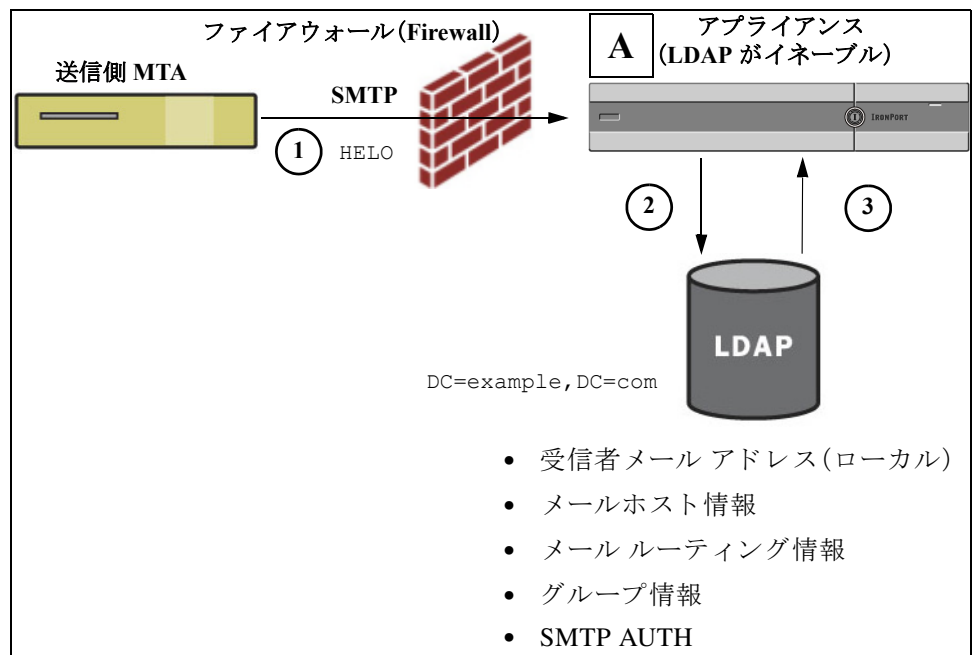 ファイアウォール(Firewall)
A
アプライアンス
(LDAP がイネーブル)
送信側 MTA
SMTP
1
HELO
IRONPORT
2
3
LDAP
DC=example,DC=com
• 受信者メール アドレス(ローカル)
• メールホスト情報
• メール ルーティング情報
• グループ情報
• SMTP AUTH